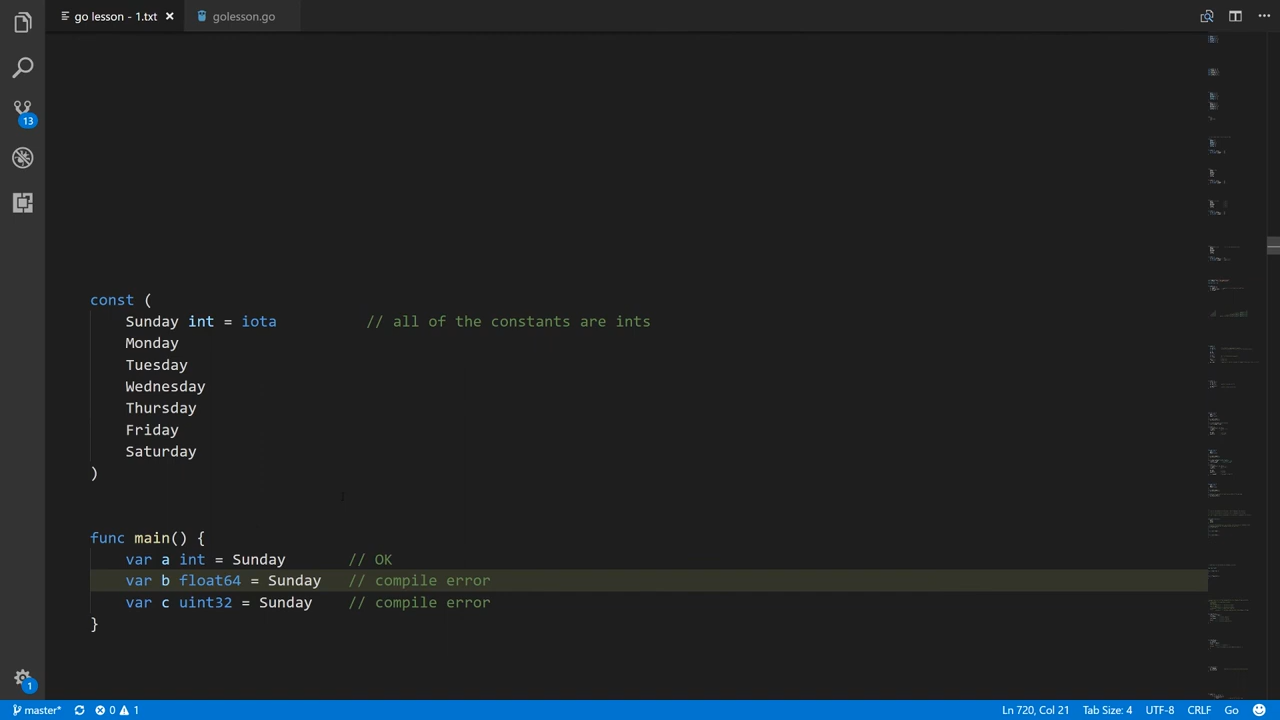 go lesson - 1.txt
golesson.go
13
const (
Sunday int = iota // all of the constants are ints
Monday
Tuesday
Wednesday
Thursday
Friday
Saturday
)
func main() {
var a int = Sunday // OK
var b float64 = Sunday // compile error
var c uint32 = Sunday // compile error
}
1
master* 0 1 Ln 720, Col 21 Tab Size: 4 UTF-8 CRLF Go